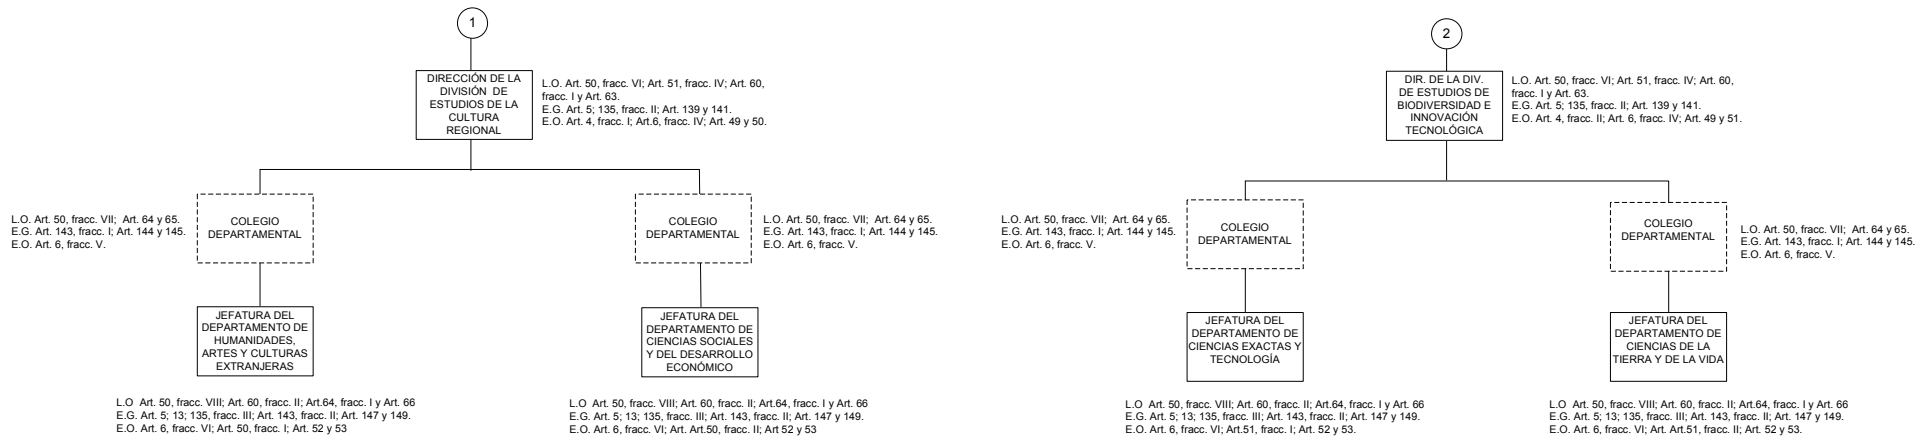 1
DIRECCIÓN DE LA
DIVISIÓN DE
ESTUDIOS DE LA
CULTURA
REGIONAL
L.O. Art. 50, fracc. VI; Art. 51, fracc. IV; Art. 60,
fracc. I y Art. 63.
E.G. Art. 5; 135, fracc. II; Art. 139 y 141.
E.O. Art. 4, fracc. I; Art.6, fracc. IV; Art. 49 y 50.
L.O. Art. 50, fracc. VII; Art. 64 y 65.
E.G. Art. 143, fracc. I; Art. 144 y 145.
E.O. Art. 6, fracc. V.
COLEGIO
DEPARTAMENTAL
COLEGIO
DEPARTAMENTAL
L.O. Art. 50, fracc. VII; Art. 64 y 65.
E.G. Art. 143, fracc. I; Art. 144 y 145.
E.O. Art. 6, fracc. V.
JEFATURA DEL
DEPARTAMENTO DE
HUMANIDADES,
ARTES Y CULTURAS
EXTRANJERAS
L.O Art. 50, fracc. VIII; Art. 60, fracc. II; Art.64, fracc. I y Art. 66
E.G. Art. 5; 13; 135, fracc. III; Art. 143, fracc. II; Art. 147 y 149.
E.O. Art. 6, fracc. VI; Art. 50, fracc. I; Art. 52 y 53
JEFATURA DEL
DEPARTAMENTO DE
CIENCIAS SOCIALES
Y DEL DESARROLLO
ECONÓMICO
L.O Art. 50, fracc. VIII; Art. 60, fracc. II; Art.64, fracc. I y Art. 66
E.G. Art. 5; 13; 135, fracc. III; Art. 143, fracc. II; Art. 147 y 149.
E.O. Art. 6, fracc. VI; Art. Art.50, fracc. II; Art 52 y 53
2
DIR. DE LA DIV.
DE ESTUDIOS DE
BIODIVERSIDAD E
INNOVACIÓN
TECNOLÓGICA
L.O. Art. 50, fracc. VI; Art. 51, fracc. IV; Art. 60,
fracc. I y Art. 63.
E.G. Art. 5; 135, fracc. II; Art. 139 y 141.
E.O. Art. 4, fracc. II; Art. 6, fracc. IV; Art. 49 y 51.
L.O. Art. 50, fracc. VII; Art. 64 y 65.
E.G. Art. 143, fracc. I; Art. 144 y 145.
E.O. Art. 6, fracc. V.
COLEGIO
DEPARTAMENTAL
COLEGIO
DEPARTAMENTAL
L.O. Art. 50, fracc. VII; Art. 64 y 65.
E.G. Art. 143, fracc. I; Art. 144 y 145.
E.O. Art. 6, fracc. V.
JEFATURA DEL
DEPARTAMENTO DE
CIENCIAS EXACTAS Y
TECNOLOGÍA
L.O Art. 50, fracc. VIII; Art. 60, fracc. II; Art.64, fracc. I y Art. 66
E.G. Art. 5; 13; 135, fracc. III; Art. 143, fracc. II; Art. 147 y 149.
E.O. Art. 6, fracc. VI; Art.51, fracc. I; Art. 52 y 53.
JEFATURA DEL
DEPARTAMENTO DE
CIENCIAS DE LA
TIERRA Y DE LA VIDA
L.O Art. 50, fracc. VIII; Art. 60, fracc. II; Art.64, fracc. I y Art. 66
E.G. Art. 5; 13; 135, fracc. III; Art. 143, fracc. II; Art. 147 y 149.
E.O. Art. 6, fracc. VI; Art. Art.51, fracc. II; Art. 52 y 53.